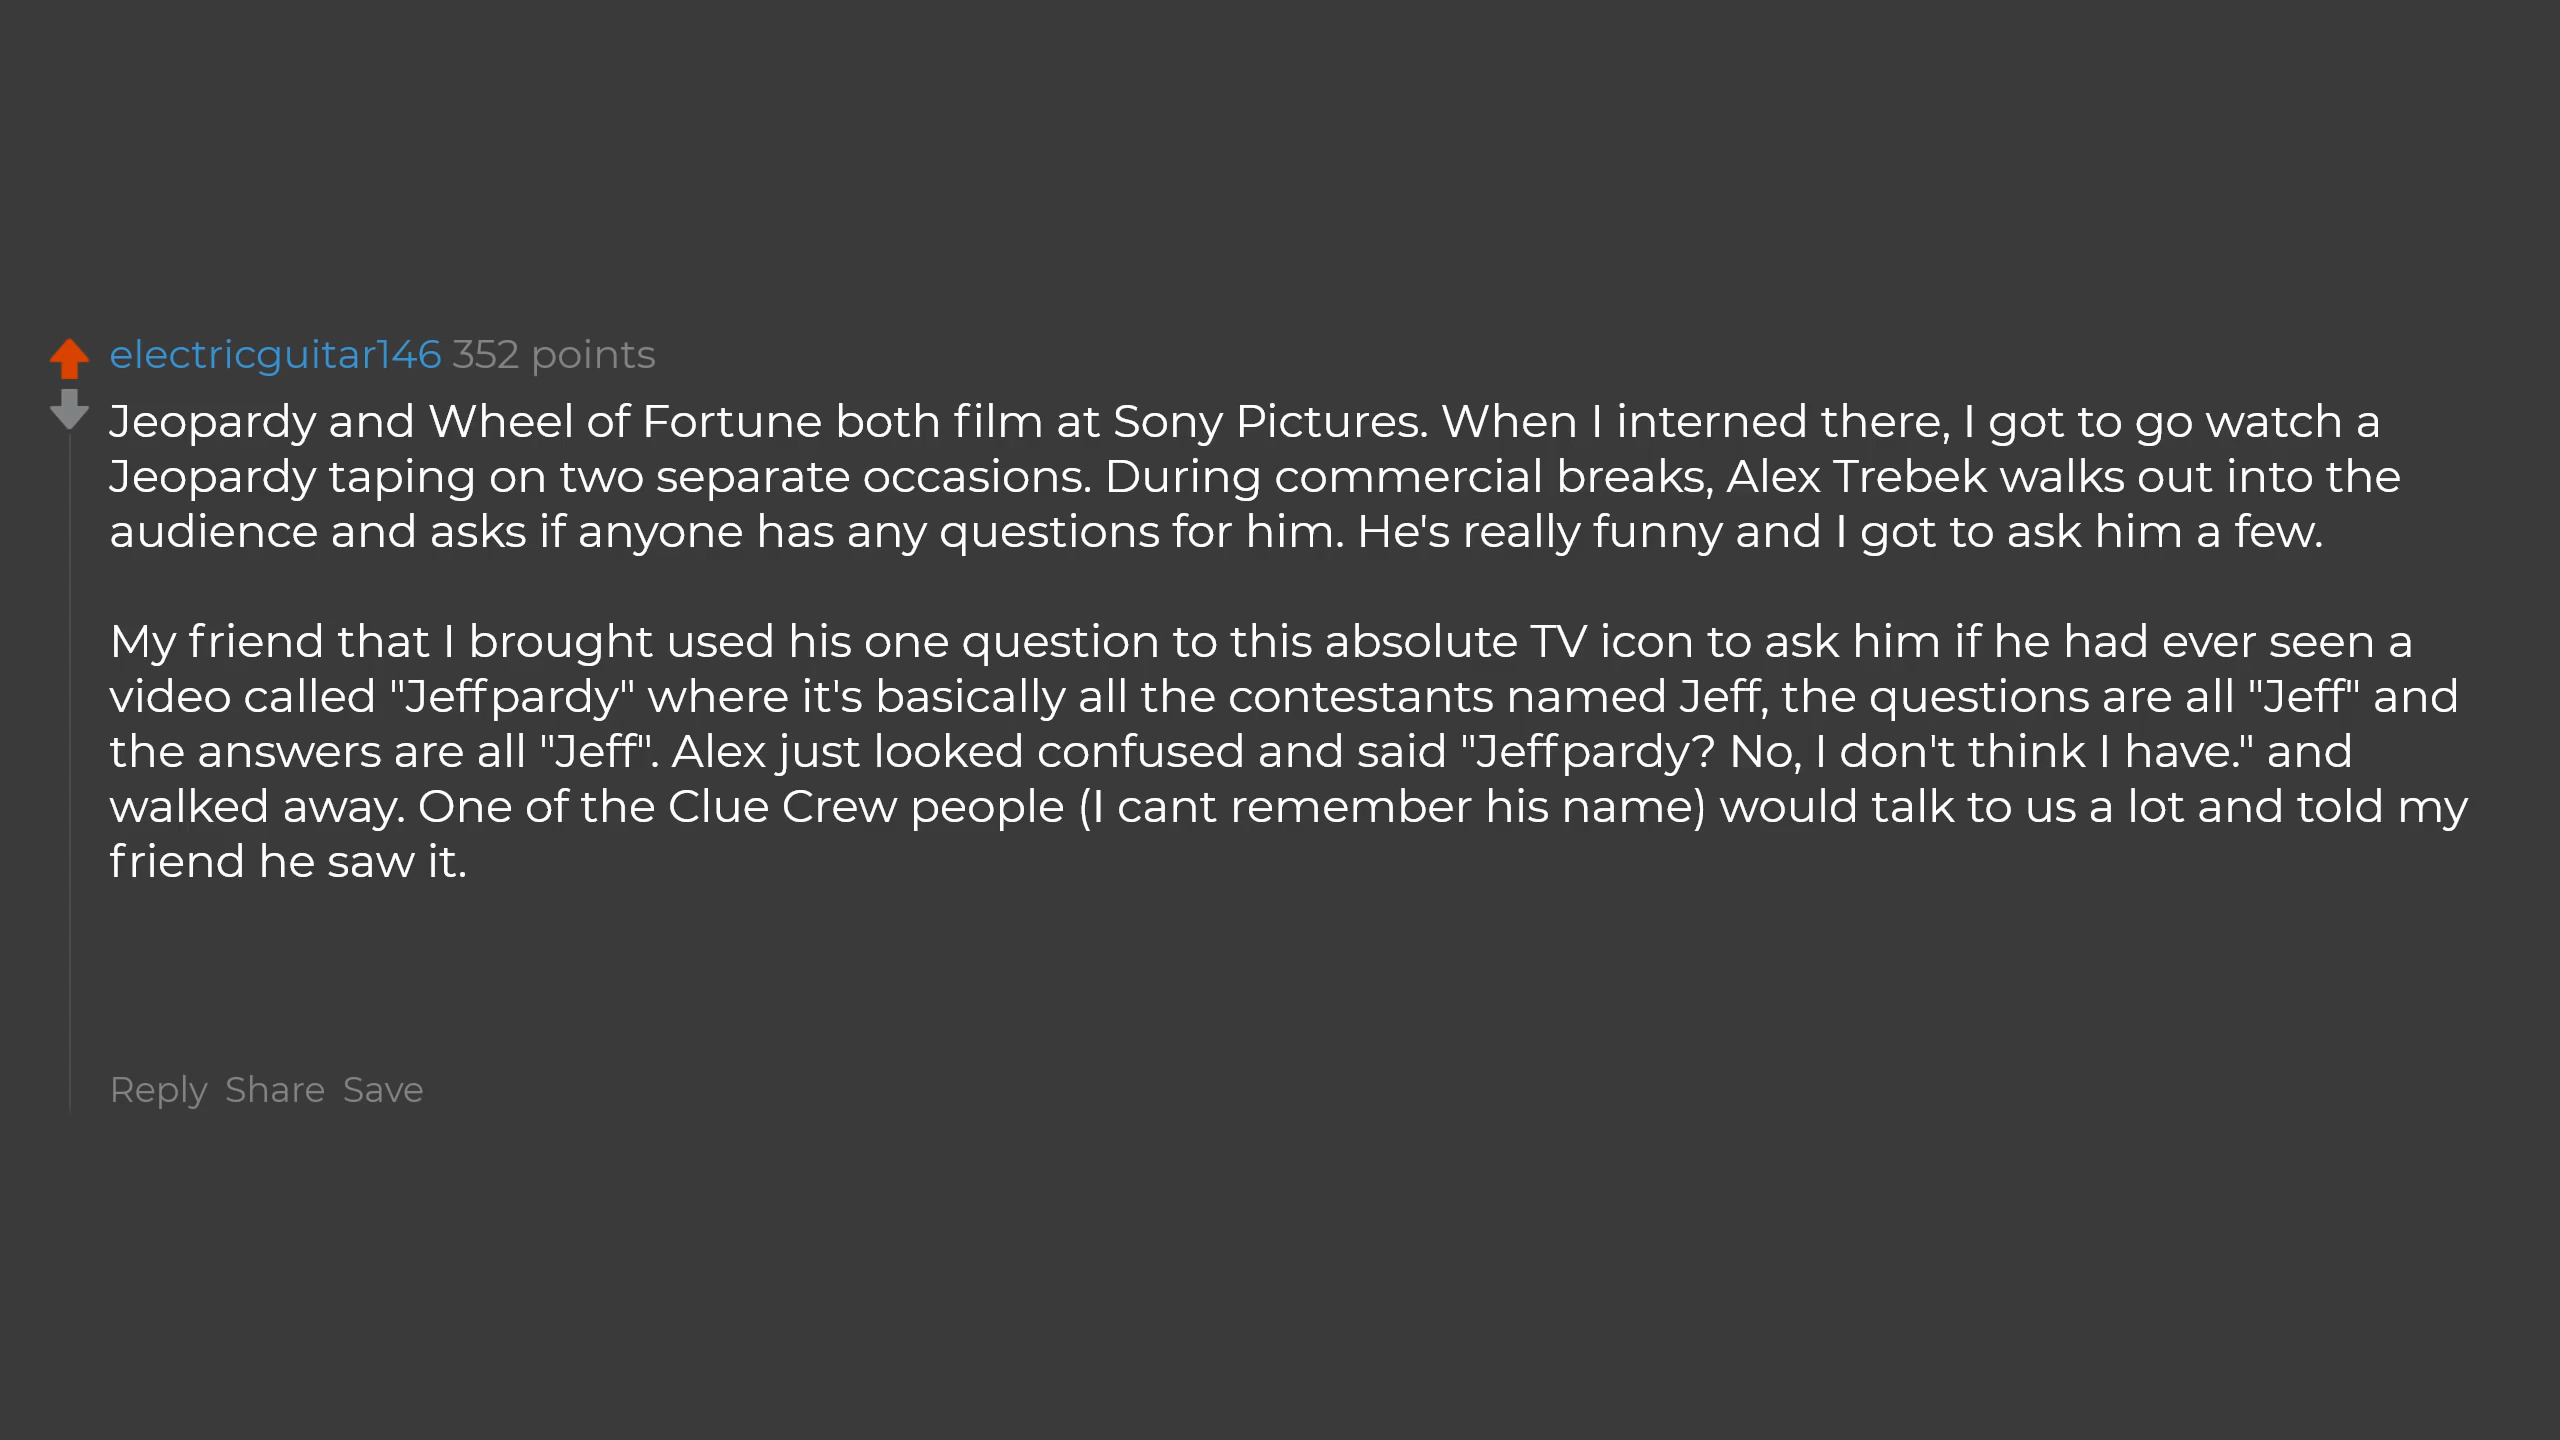 electricguitar146 352 points
Jeopardy and Wheel of Fortune both film at Sony Pictures. When I interned there, I got to go watch a
Jeopardy taping on two separate occasions. During commercial breaks, Alex Trebek walks out into the
audience and asks if anyone has any questions for him. He's really funny and I got to ask him a few.
My friend that I brought used his one question to this absolute TV icon to ask him if he had ever seen a
video called "Jeffpardy" where it's basically all the contestants named Jeff, the questions are all "Jeff" and
the answers are all "Jeff". Alex just looked confused and said "Jeffpardy? No, I don't think I have." and
walked away. One of the Clue Crew people (I cant remember his name) would talk to us a lot and told my
friend he saw it.
Reply Share Save